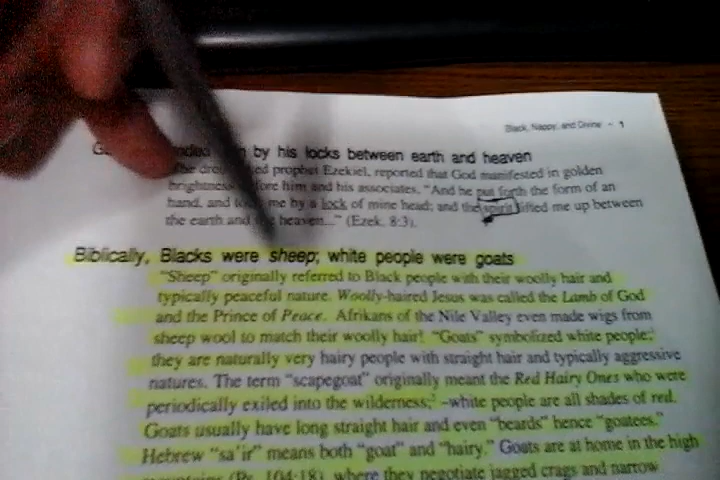 Black, Nappy, and Divine - 1
by his locks between earth and heaven
prophet Ezekiel, reported that God manifested in golden
brightness before him and his associates. "And he put forth the form of an
hand, and took me by a lock of mine head; and the spirit lifted me up between
the earth and the heaven..." (Ezek. 8:3).
Biblically, Blacks were sheep; white people were goats
"Sheep" originally referred to Black people with their woolly hair and
typically peaceful nature. Woolly-haired Jesus was called the Lamb of God
and the Prince of Peace. Afrikans of the Nile Valley even made wigs from
sheep wool to match their woolly hair! "Goats" symbolized white people;
they are naturally very hairy people with straight hair and typically aggressive
natures. The term "scapegoat" originally meant the Red Hairy Ones who were
periodically exiled into the wilderness,² –white people are all shades of red.
Goats usually have long straight hair and even "beards" hence "goatees."
Hebrew "sa'ir" means both "goat" and "hairy." Goats are at home in the high
mountains (Ps. 104:18), where they negotiate jagged crags and narrow